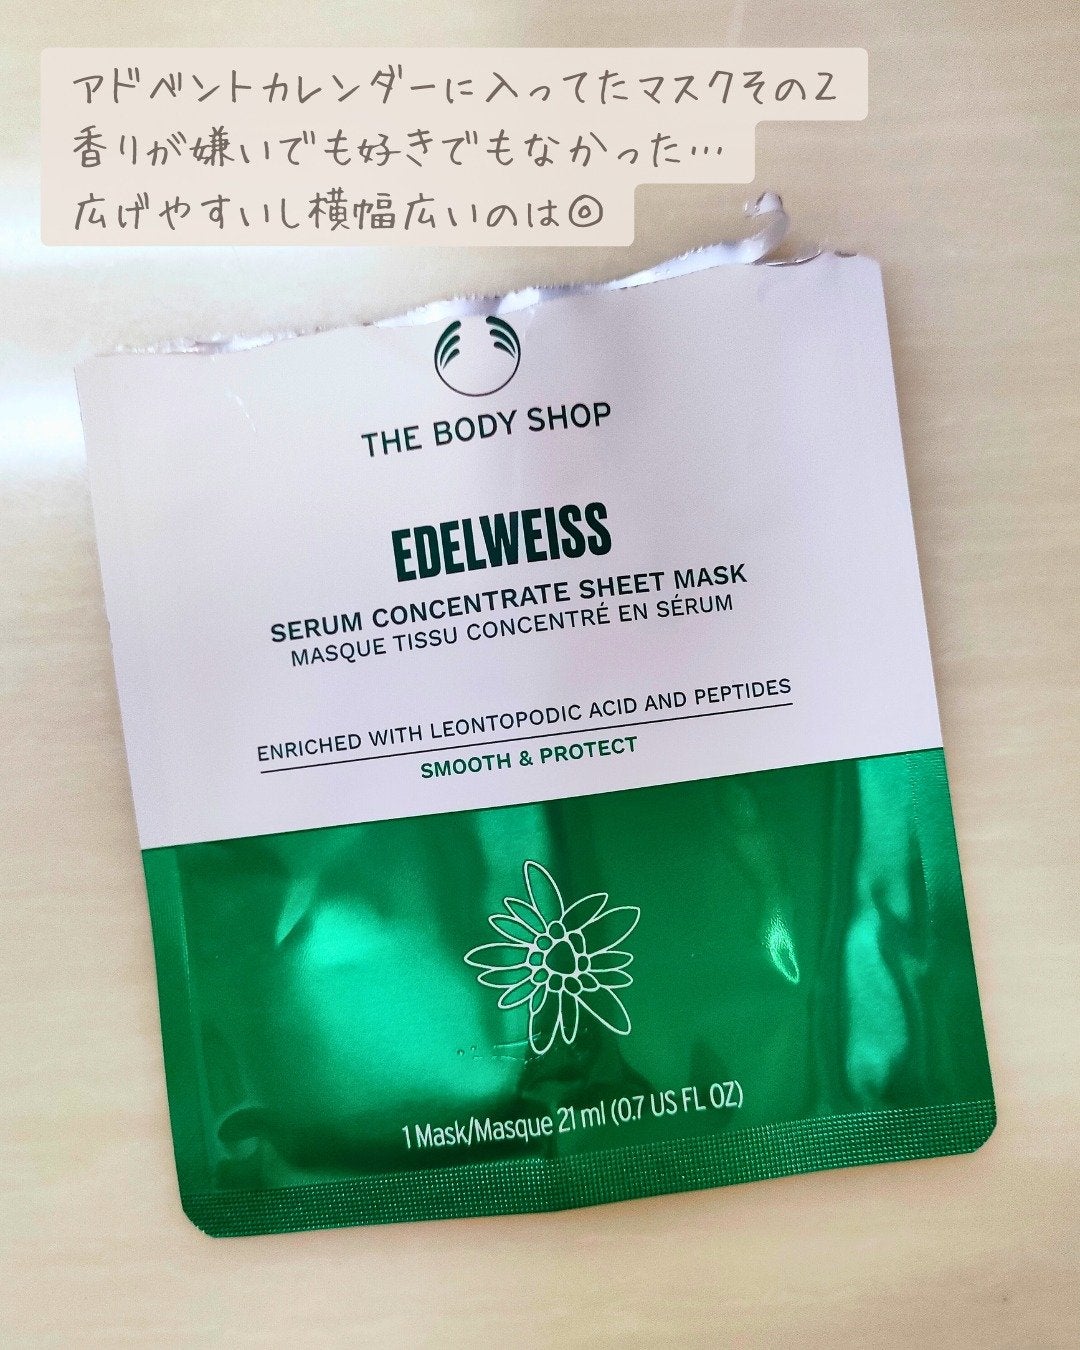 アドベントカレンダーに入ってたマスクその2
香りが嫌いでも好きでもなかった…
広げやすいし横幅広いのは◎
THE BODY SHOP
EDELWEISS
SERUM CONCENTRATE SHEET MASK
MASQUE TISSU CONCENTRÉ EN SÉRUM
ENRICHED WITH LEONTOPODIC ACID AND PEPTIDES
SMOOTH & PROTECT
1 Mask/Masque 21 ml (0.7 US FL OZ)